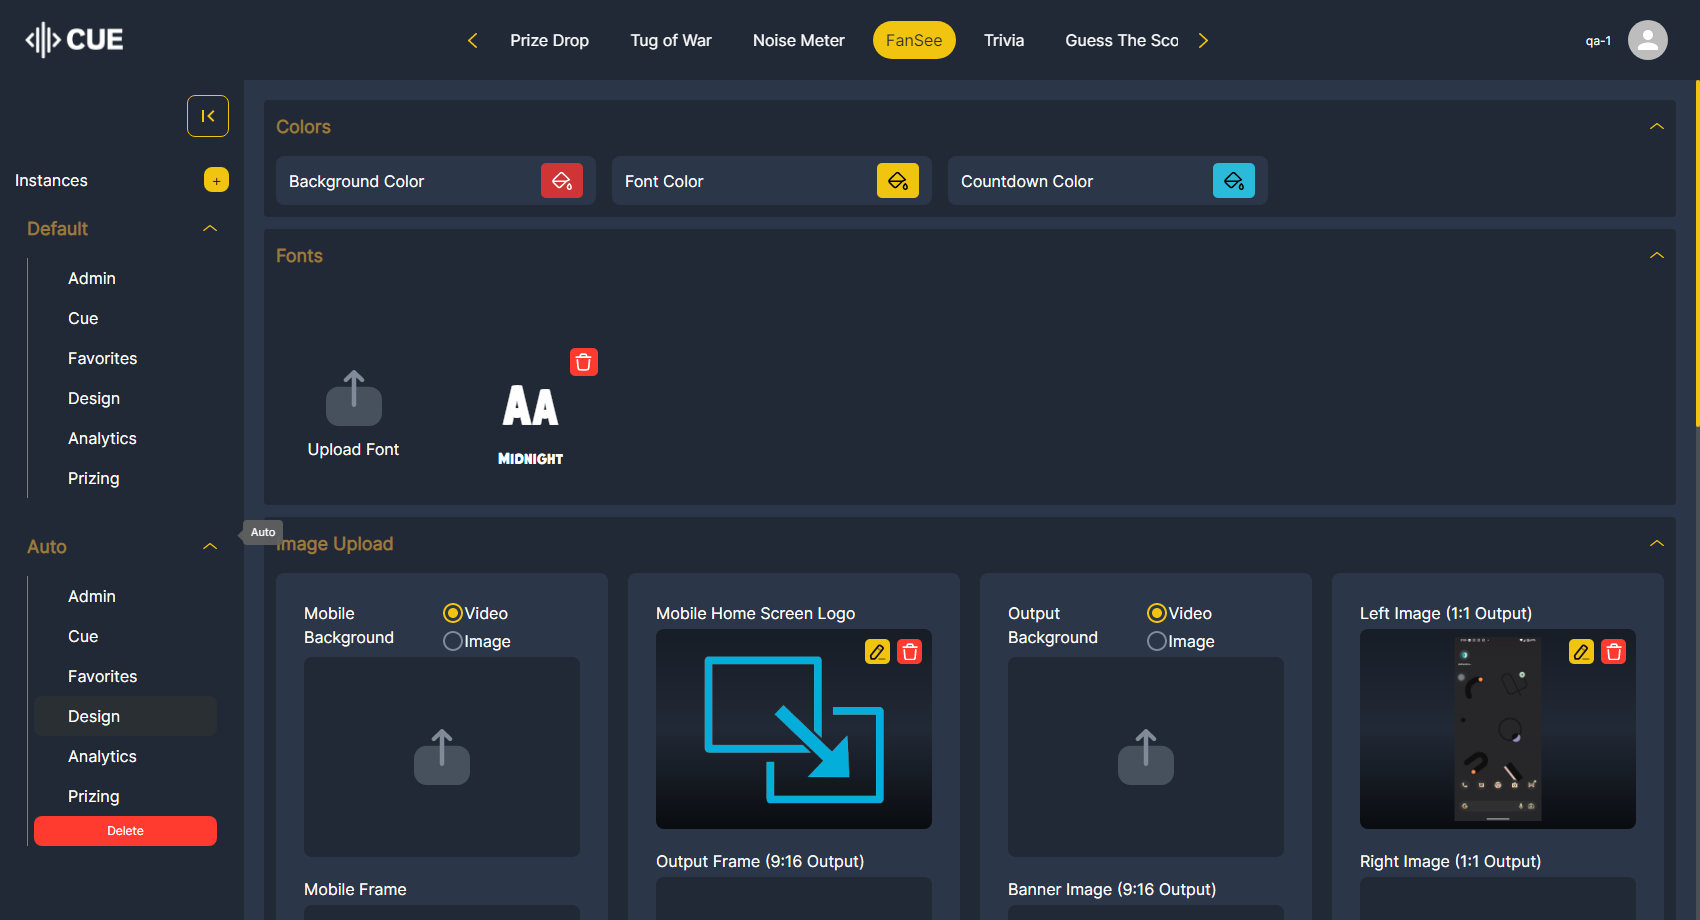 CUE
Prize Drop
Tug of War
Noise Meter
FanSee
Trivia
Guess The Sco
qa-1
Instances
+
Default
Admin
Cue
Favorites
Design
Analytics
Prizing
Auto
Admin
Cue
Favorites
Design
Analytics
Prizing
Delete
Auto
Colors
Background Color
Font Color
Countdown Color
Fonts
Upload Font
AA
MIDNIGHT
Image Upload
Mobile
Background
Video
Image
Mobile Frame
Mobile Home Screen Logo
Output Frame (9:16 Output)
Output
Background
Video
Image
Banner Image (9:16 Output)
Left Image (1:1 Output)
Right Image (1:1 Output)